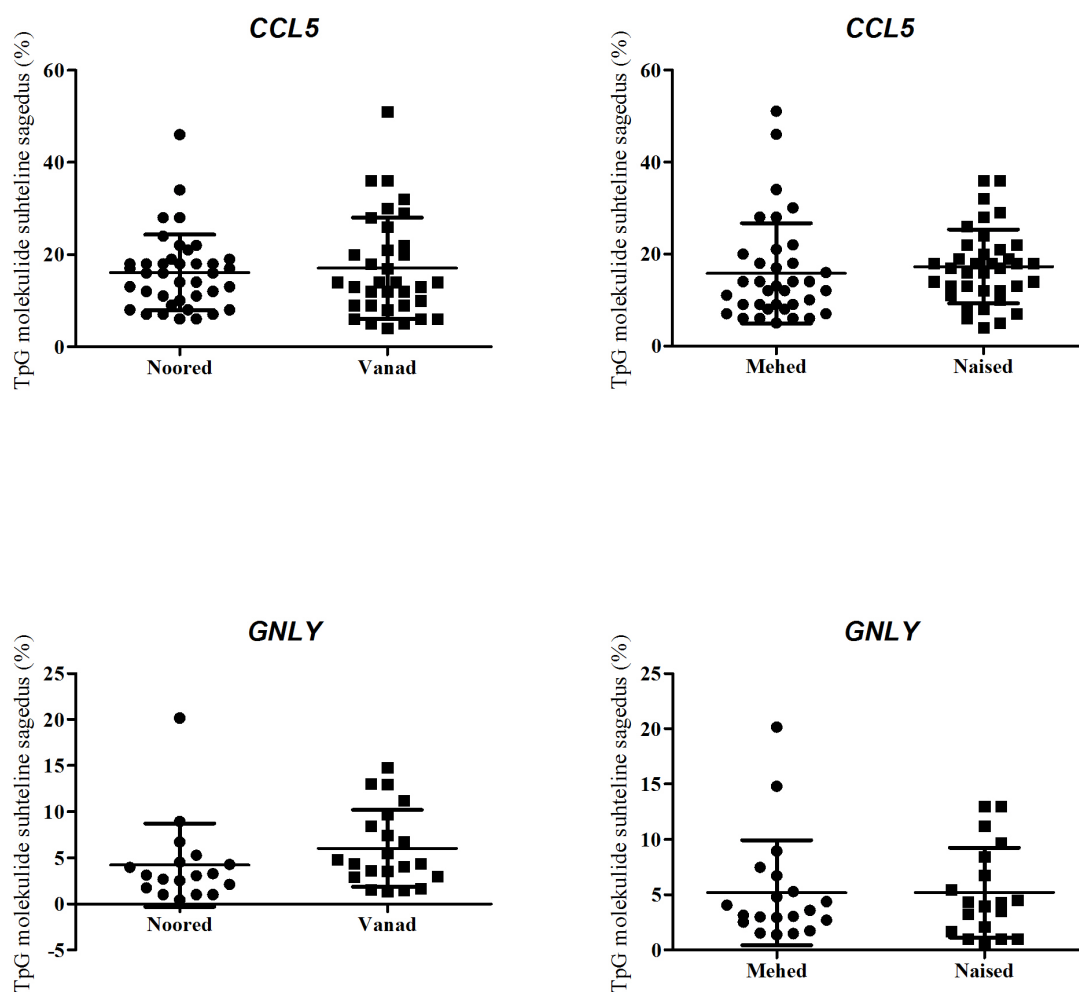 CCL5
TpG molekulide suhteline sagedus (%)
60
40
20
0
Noored Vanad
CCL5
TpG molekulide suhteline sagedus (%)
60
40
20
0
Mehed Naised
GNLY
TpG molekulide suhteline sagedus (%)
25
20
15
10
5
0
-5
Noored Vanad
GNLY
TpG molekulide suhteline sagedus (%)
25
20
15
10
5
0
Mehed Naised